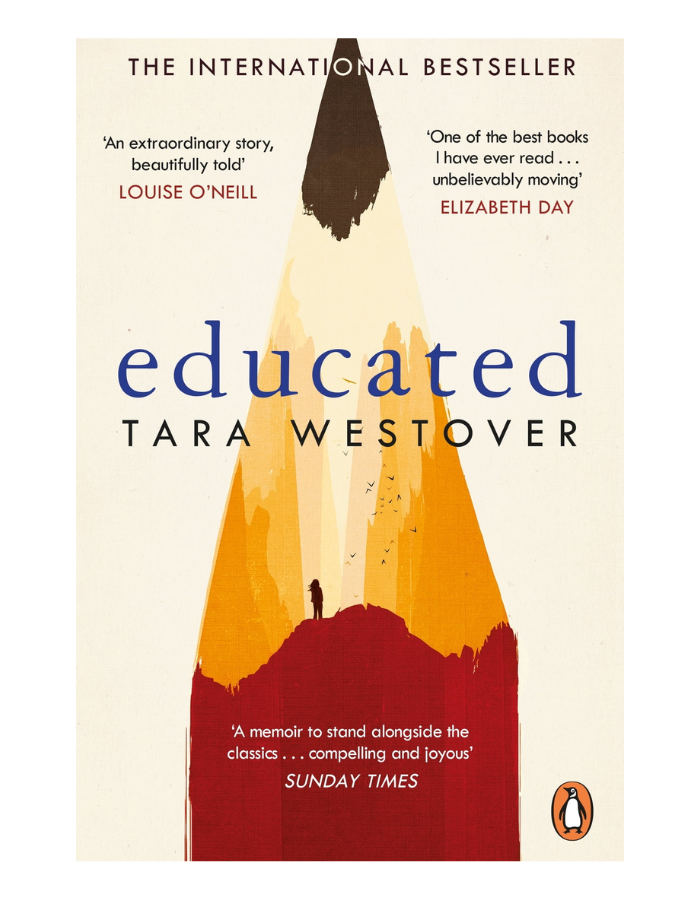 THE INTERNATIONAL BESTSELLER
‘An extraordinary story,
beautifully told’
LOUISE O’NEILL
‘One of the best books
I have ever read . . .
unbelievably moving’
ELIZABETH DAY
educated
TARA WESTOVER
‘A memoir to stand alongside the
classics . . . compelling and joyous’
SUNDAY TIMES